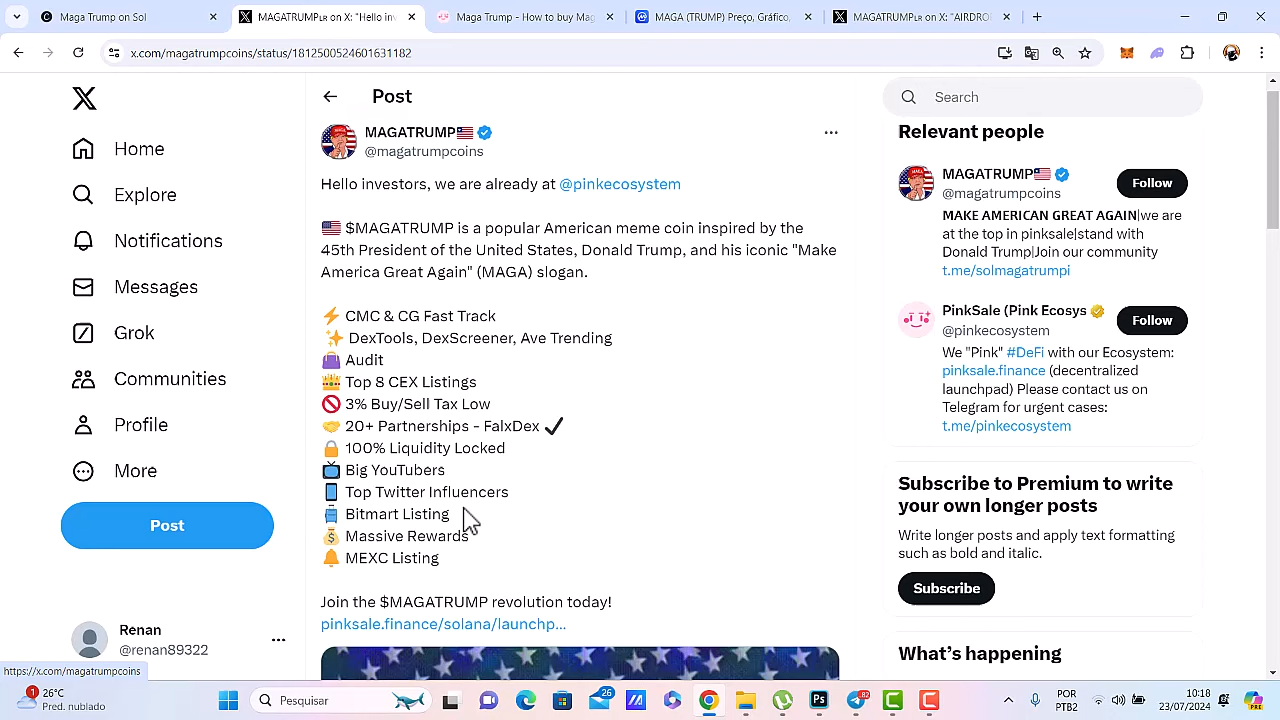 Maga Trump on Sol
MAGATRUMPLR on X: "Hello inv
Maga Trump - How to buy Mag
MAGA (TRUMP) Preço, Gráfico
MAGATRUMPLR on X: "AIRDRO
x.com/magatrumpcoins/status/1812500524601631182
Post
Search
MAGATRUMP🇺🇸
@magatrumpcoins
Hello investors, we are already at @pinkecosystem
🇺🇸 $MAGATRUMP is a popular American meme coin inspired by the
45th President of the United States, Donald Trump, and his iconic "Make
America Great Again" (MAGA) slogan.
⚡ CMC & CG Fast Track
✨ DexTools, DexScreener, Ave Trending
👜 Audit
👑 Top 8 CEX Listings
🚫 3% Buy/Sell Tax Low
🤝 20+ Partnerships - FalxDex ✔
🔒 100% Liquidity Locked
📺 Big YouTubers
📱 Top Twitter Influencers
Bitmart Listing
💰 Massive Rewards
🔔 MEXC Listing
Join the $MAGATRUMP revolution today!
pinksale.finance/solana/launchp...
Home
Explore
Notifications
Messages
Grok
Communities
Profile
More
Post
Renan
@renan89322
https://x.com/magatrumpcoins
Relevant people
MAGATRUMP🇺🇸
@magatrumpcoins
Follow
MAKE AMERICAN GREAT AGAIN|we are
at the top in pinksale|stand with
Donald Trump|Join our community
t.me/solmagatrumpi
PinkSale (Pink Ecosys
@pinkecosystem
Follow
We "Pink" #DeFi with our Ecosystem:
pinksale.finance (decentralized
launchpad) Please contact us on
Telegram for urgent cases:
t.me/pinkecosystem
Subscribe to Premium to write
your own longer posts
Write longer posts and apply text formatting
such as bold and italic.
Subscribe
What's happening
1
26°C
Pred. nublado
Pesquisar
26
82
POR
PTB2
10:18
23/07/2024
PRE